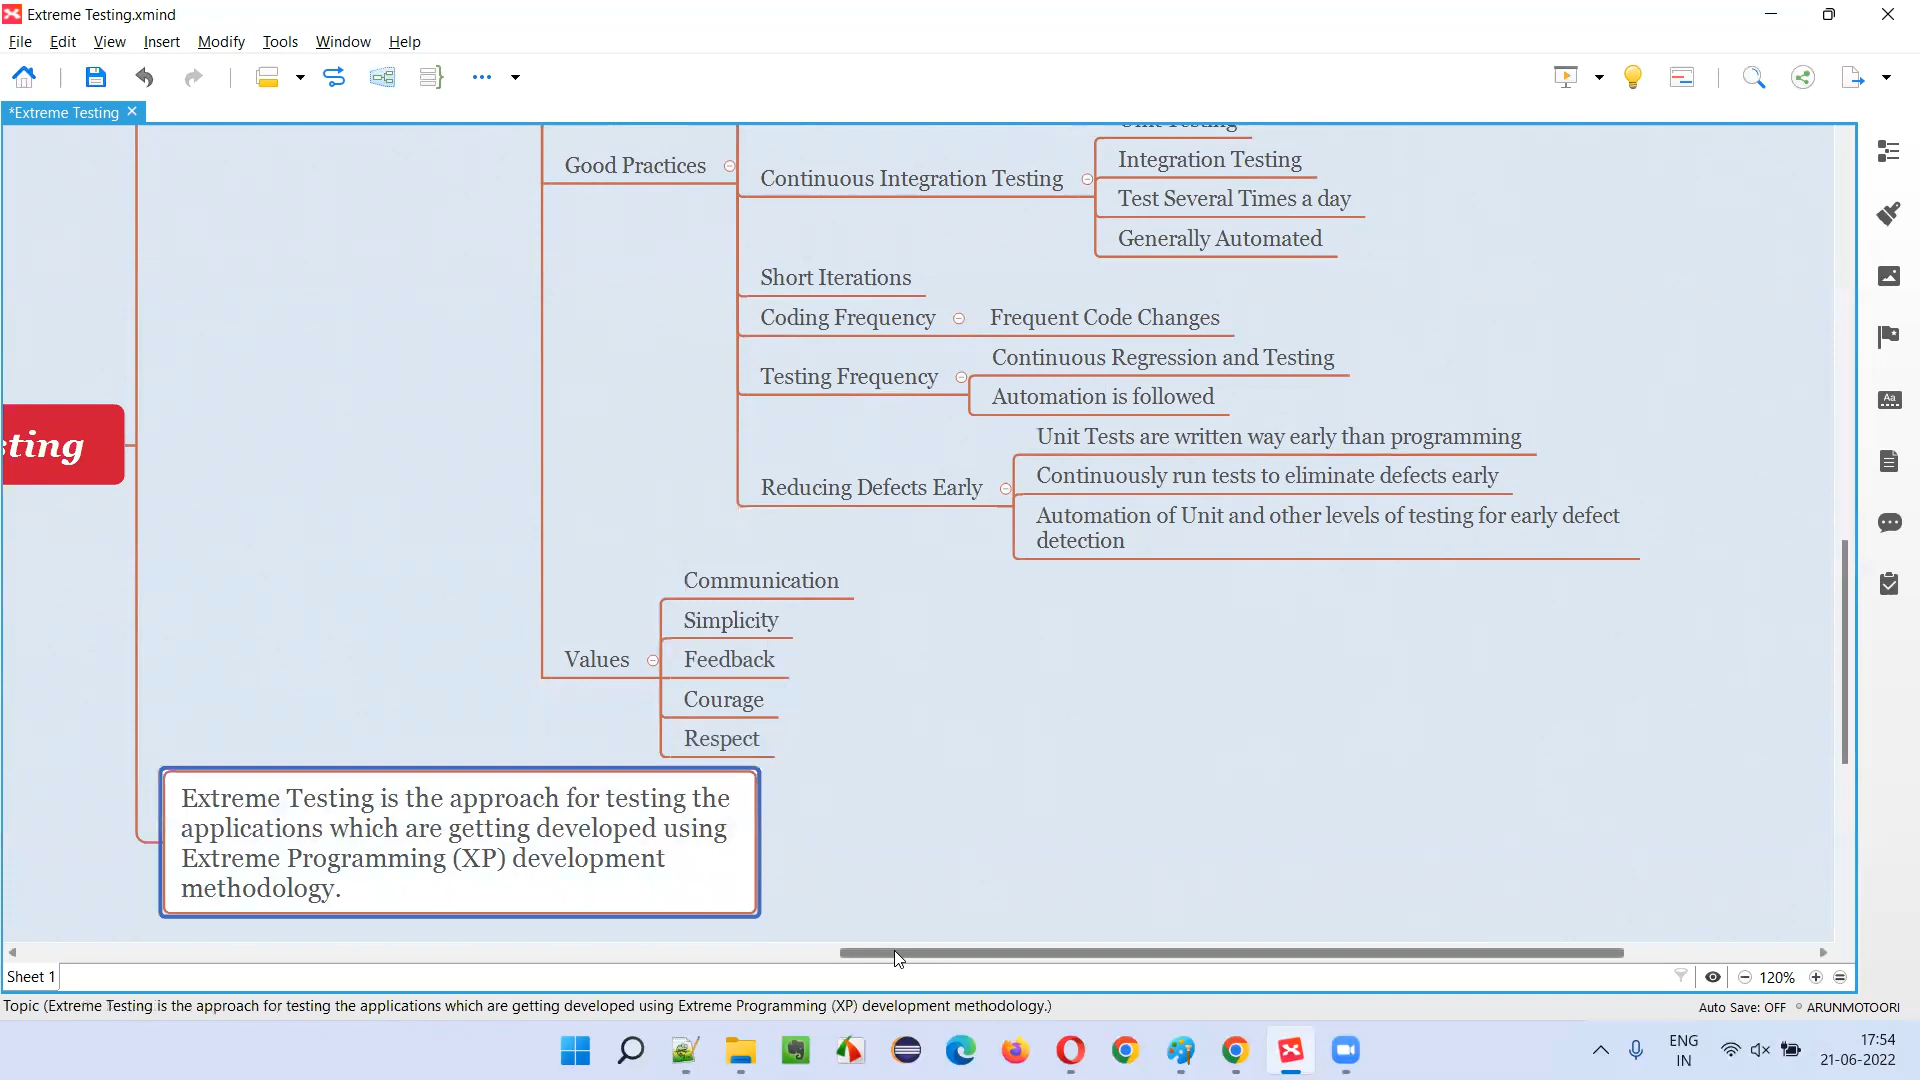 Extreme Testing.xmind
File Edit View Insert Modify Tools Window Help
*Extreme Testing
Unit Testing
Good Practices
Continuous Integration Testing
Integration Testing
Test Several Times a day
Generally Automated
Short Iterations
Coding Frequency
Frequent Code Changes
Testing Frequency
Continuous Regression and Testing
Automation is followed
sting
Reducing Defects Early
Unit Tests are written way early than programming
Continuously run tests to eliminate defects early
Automation of Unit and other levels of testing for early defect
detection
Values
Communication
Simplicity
Feedback
Courage
Respect
Extreme Testing is the approach for testing the
applications which are getting developed using
Extreme Programming (XP) development
methodology.
Aa
Sheet 1
120%
Topic (Extreme Testing is the approach for testing the applications which are getting developed using Extreme Programming (XP) development methodology.)
Auto Save: OFF ARUNMOTOORI
ENG
IN
17:54
21-06-2022